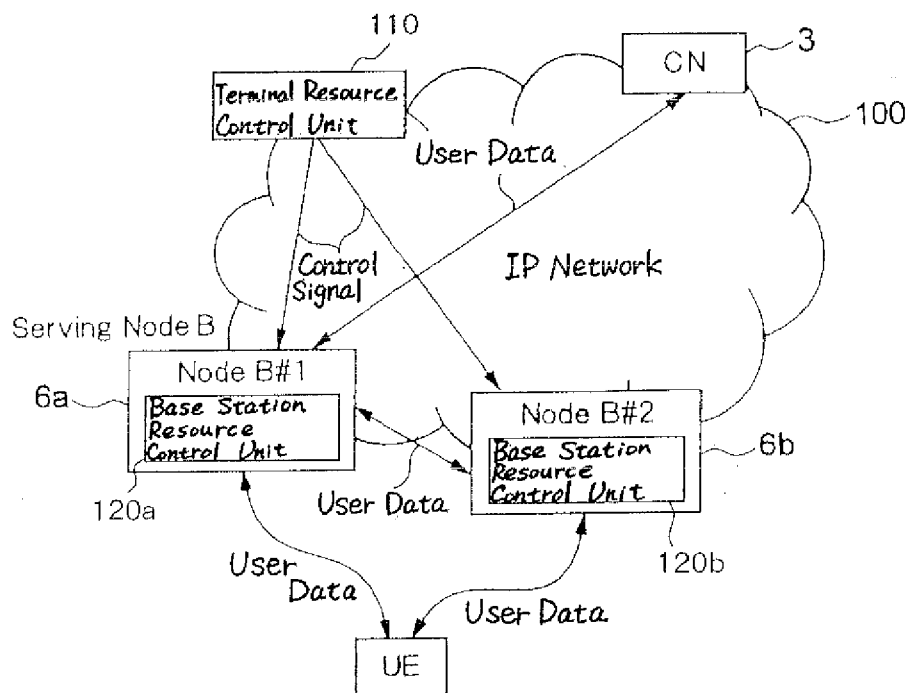 110
3
CN
Terminal Resource
Control Unit
100
User Data
Control
Signal
IP Network
Serving Node B
Node B#1
6a
Base Station
Resource
Control Unit
120a
Node B#2
6b
Base Station
Resource
Control Unit
120b
User Data
User
Data
User Data
UE